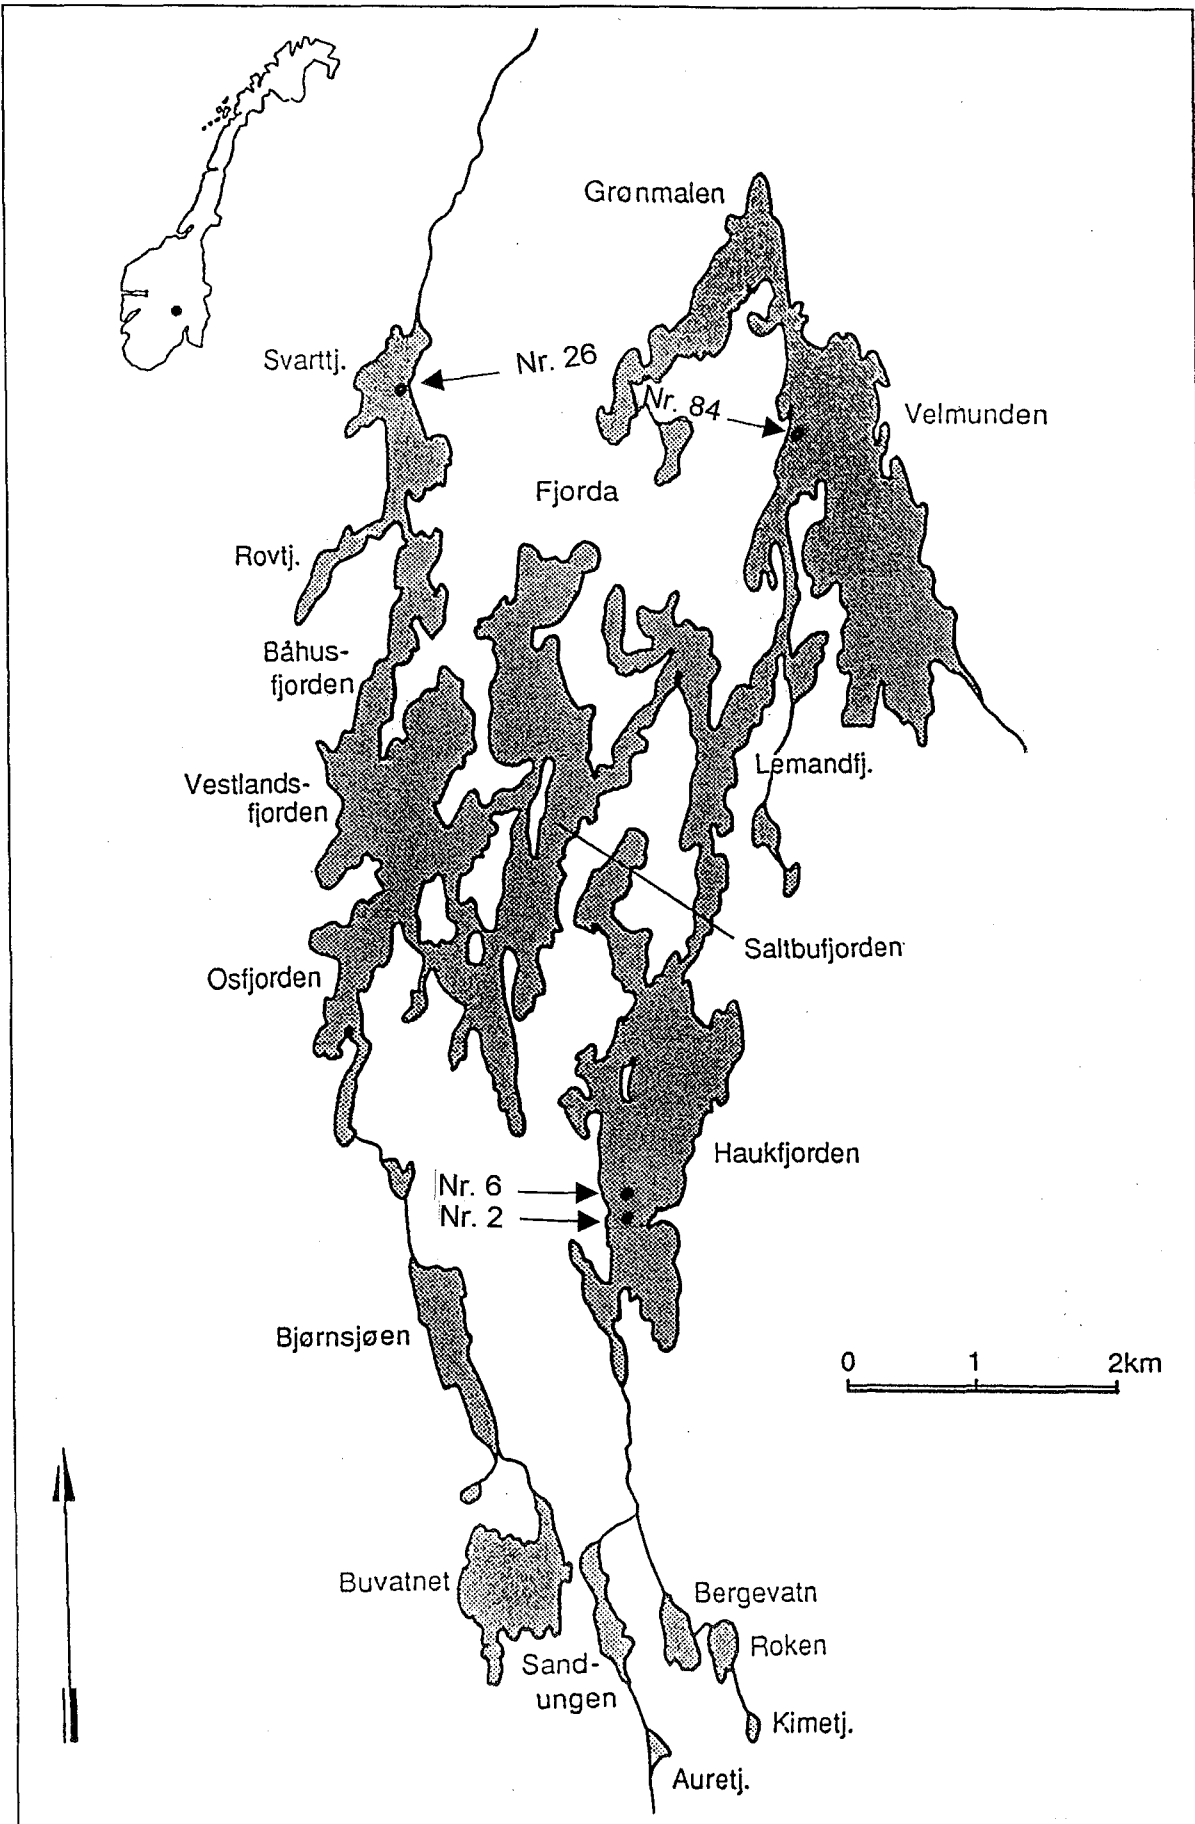 Grønmalen
Svarttj.
Nr. 26
Nr. 84
Velmunden
Fjorda
Rovtj.
Båhus-
fjorden
Vestlands-
fjorden
Lemandfj.
Saltbufjorden
Osfjorden
Haukfjorden
Nr. 6
Nr. 2
Bjørnsjøen
0 1 2km
Buvatnet
Bergevatn
Roken
Sand-
ungen
Kimetj.
Auretj.